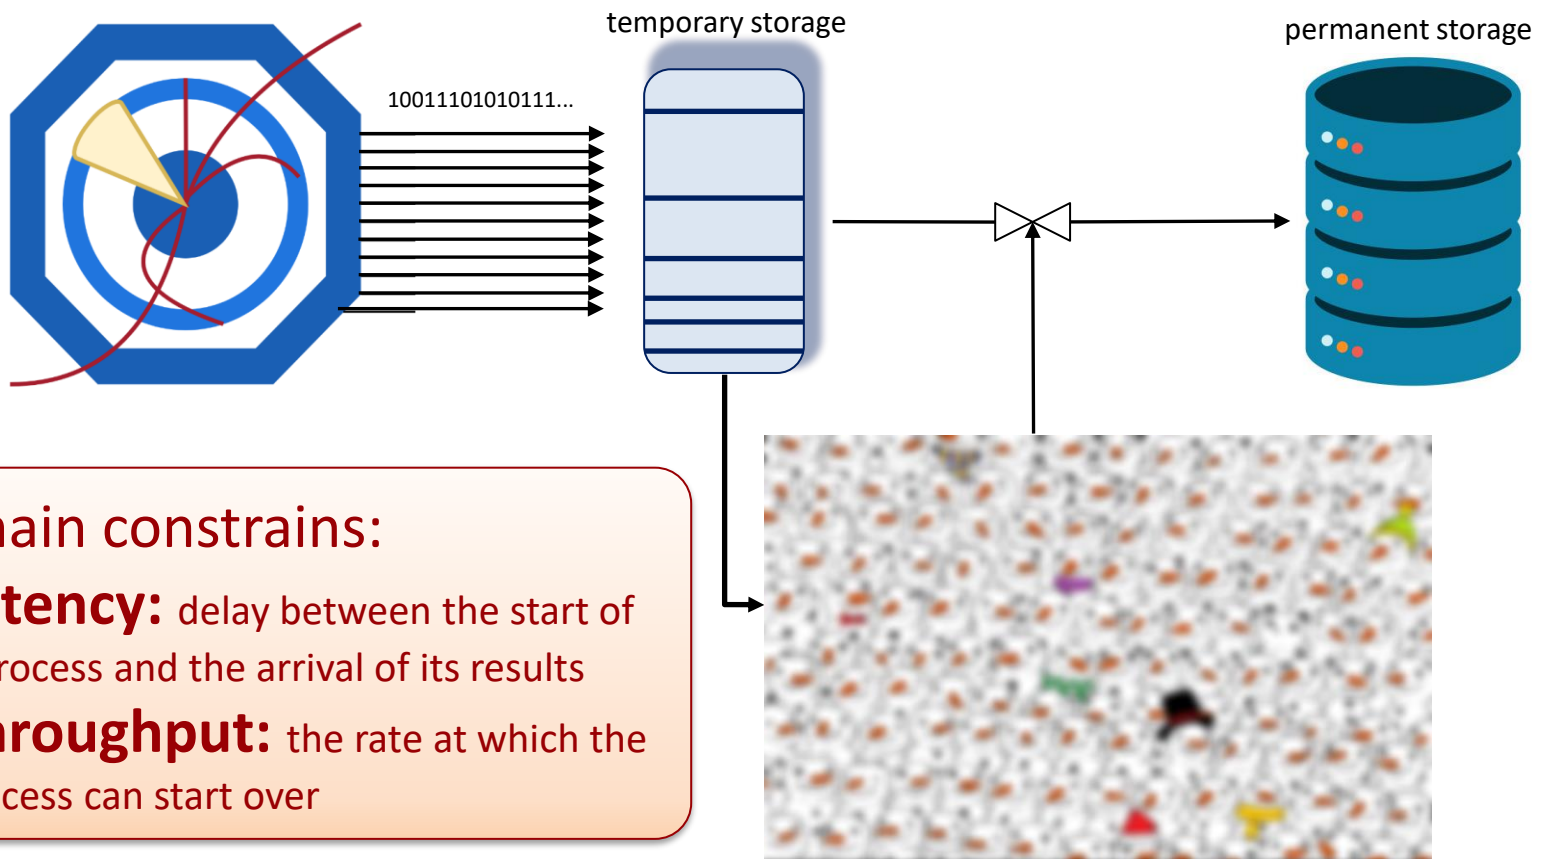 temporary storage
permanent storage
10011101010111...
ain constrains:
tency: delay between the start of
rocess and the arrival of its results
roughput: the rate at which the
cess can start over